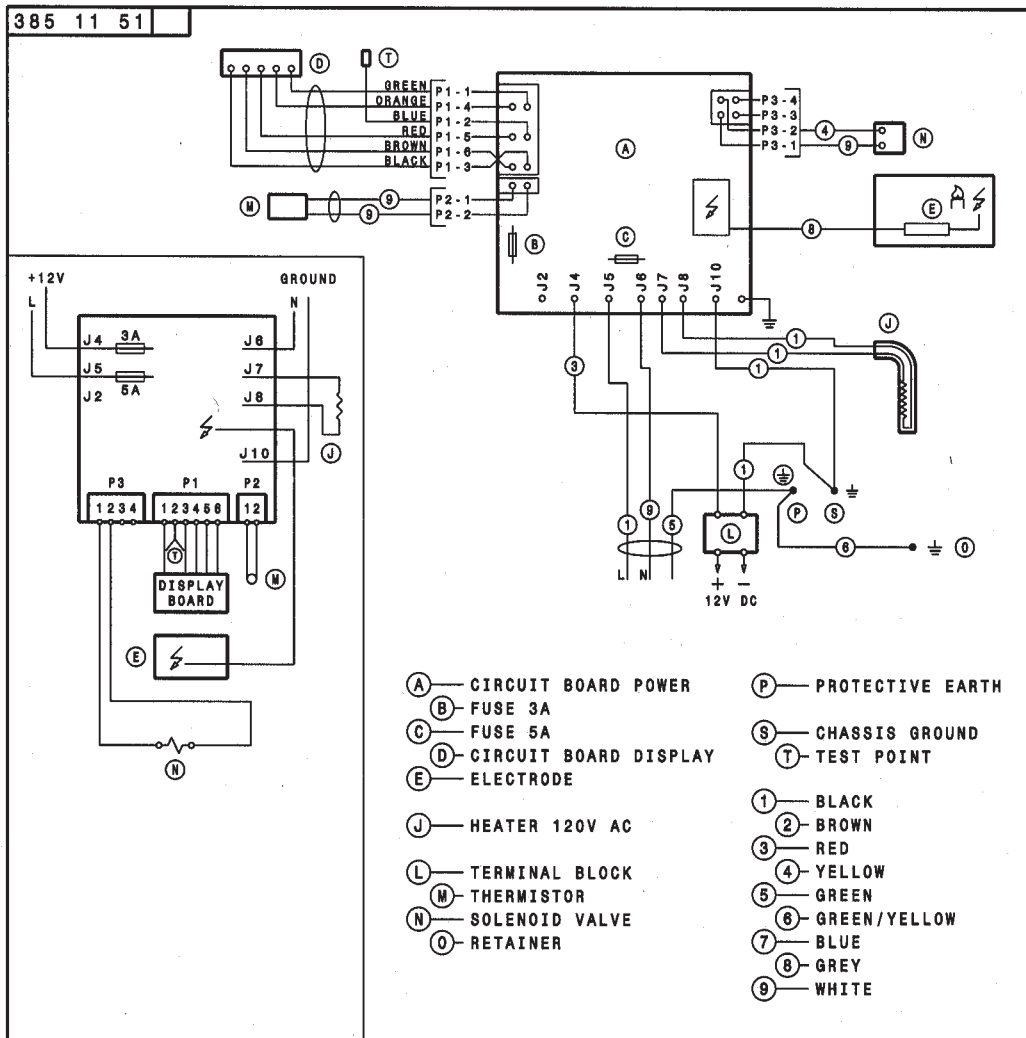 385 11 51
D
T
GREEN P1-1
ORANGE P1-4
BLUE P1-2
RED P1-5
BROWN P1-6
BLACK P1-3
M
9
9
P2-1
P2-2
A
B
C
P3-4
P3-3
P3-2
P3-1
4
9
N
E
8
J2
J4
J5
J6
J7
J8
J10
1
1
1
J
3
1
9
5
1
L
P
S
6
O
L N
+ −
12V DC
+12V
GROUND
L
N
J4 3A
J5
5A
J2
J6
J7
J8
J10
J
P3 P1 P2
1234
123456
12
T
M
DISPLAY
BOARD
E
N
A CIRCUIT BOARD POWER
B FUSE 3A
C FUSE 5A
D CIRCUIT BOARD DISPLAY
E ELECTRODE
J HEATER 120V AC
L TERMINAL BLOCK
M THERMISTOR
N SOLENOID VALVE
O RETAINER
P PROTECTIVE EARTH
S CHASSIS GROUND
T TEST POINT
1 BLACK
2 BROWN
3 RED
4 YELLOW
5 GREEN
6 GREEN/YELLOW
7 BLUE
8 GREY
9 WHITE